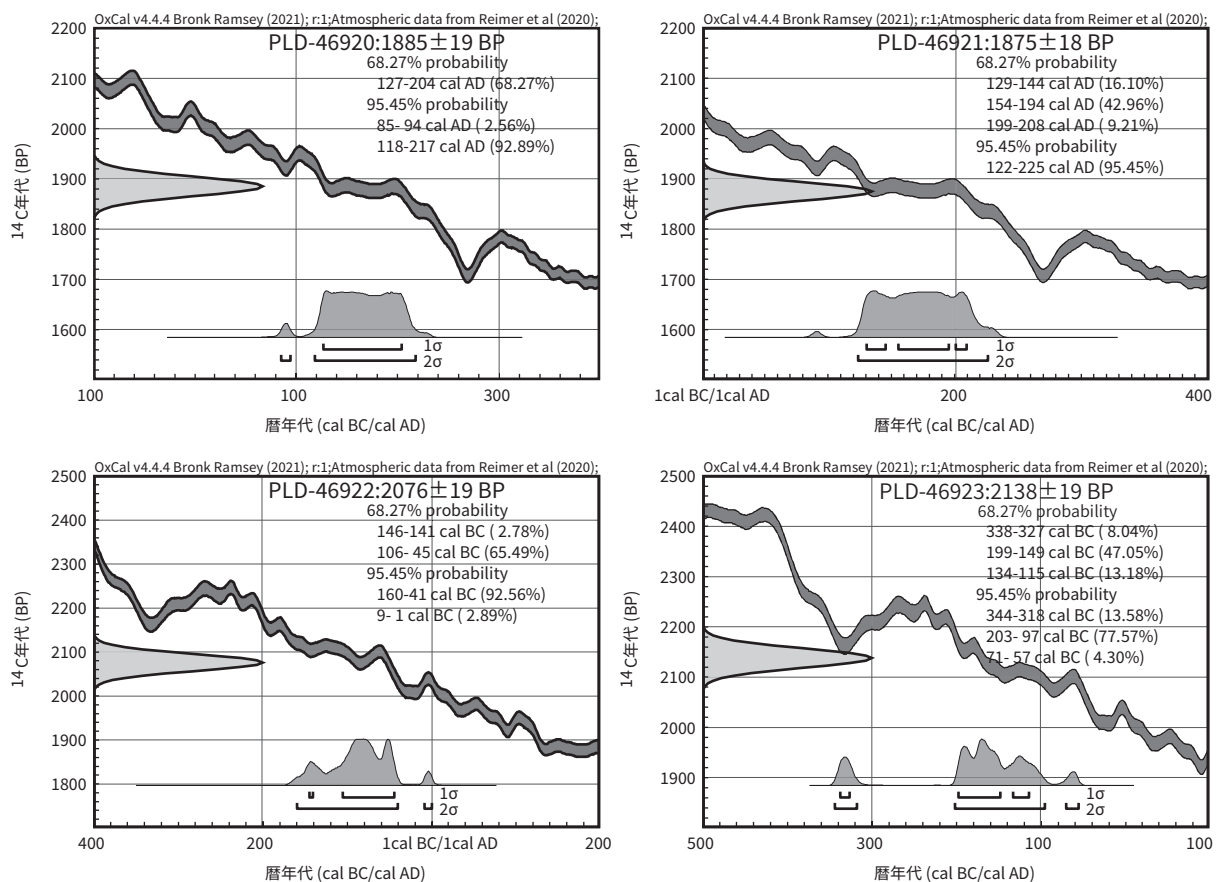 OxCal v4.4.4 Bronk Ramsey (2021); r:1;Atmospheric data from Reimer et al (2020);
PLD-46920:1885±19 BP
68.27% probability
127-204 cal AD (68.27%)
95.45% probability
85- 94 cal AD ( 2.56%)
118-217 cal AD (92.89%)
2200
2100
2000
1900
1800
1700
1600
14C年代 (BP)
1σ
2σ
100
100
300
暦年代 (cal BC/cal AD)
OxCal v4.4.4 Bronk Ramsey (2021); r:1;Atmospheric data from Reimer et al (2020);
PLD-46921:1875±18 BP
68.27% probability
129-144 cal AD (16.10%)
154-194 cal AD (42.96%)
199-208 cal AD ( 9.21%)
95.45% probability
122-225 cal AD (95.45%)
2200
2100
2000
1900
1800
1700
1600
14C年代 (BP)
1σ
2σ
1cal BC/1cal AD
200
400
暦年代 (cal BC/cal AD)
OxCal v4.4.4 Bronk Ramsey (2021); r:1;Atmospheric data from Reimer et al (2020);
PLD-46922:2076±19 BP
68.27% probability
146-141 cal BC ( 2.78%)
106- 45 cal BC (65.49%)
95.45% probability
160-41 cal BC (92.56%)
9- 1 cal BC ( 2.89%)
2500
2400
2300
2200
2100
2000
1900
1800
14C年代 (BP)
1σ
2σ
400
200
1cal BC/1cal AD
200
暦年代 (cal BC/cal AD)
OxCal v4.4.4 Bronk Ramsey (2021); r:1;Atmospheric data from Reimer et al (2020);
PLD-46923:2138±19 BP
68.27% probability
338-327 cal BC ( 8.04%)
199-149 cal BC (47.05%)
134-115 cal BC (13.18%)
95.45% probability
344-318 cal BC (13.58%)
203- 97 cal BC (77.57%)
71- 57 cal BC ( 4.30%)
2500
2400
2300
2200
2100
2000
1900
14C年代 (BP)
1σ
2σ
500
300
100
100
暦年代 (cal BC/cal AD)